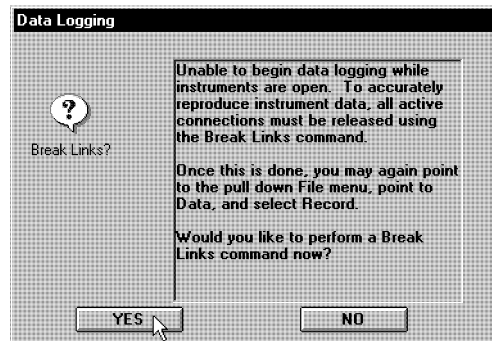 Data Logging
Unable to begin data logging while
instruments are open. To accurately
reproduce instrument data, all active
connections must be released using
the Break Links command.
?
Break Links?
Once this is done, you may again point
to the pull down File menu, point to
Data, and select Record.
Would you like to perform a Break
Links command now?
YES
NO